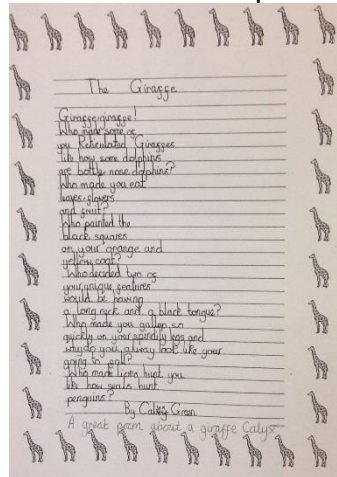 The Giraffe
Giraffe, giraffe!
Who made some of
you Reticulated Giraffes
like how some dolphins
are bottle-nose dolphins?
Who made you eat
leaves, flowers
and fruit?
Who painted the
black squares
on your orange and
yellow coat?
Who decided two of
your unique features
would be having
a long neck and a black tongue?
Who made you gallop so
quickly on your spindly legs and
why do you always look like your
going to fall?
Who made lions hunt you
like how seals hunt
penguins?
By Green
A great poem about a giraffe